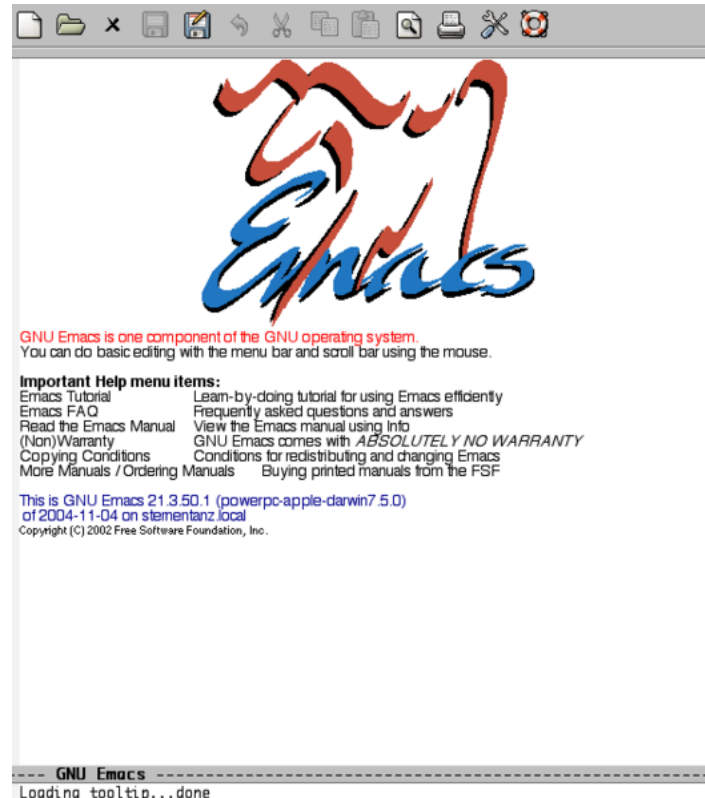 Emacs
GNU Emacs is one component of the GNU operating system.
You can do basic editing with the menu bar and scroll bar using the mouse.
Important Help menu items:
Emacs Tutorial Learn-by-doing tutorial for using Emacs efficiently
Emacs FAQ Frequently asked questions and answers
Read the Emacs Manual View the Emacs manual using Info
(Non)Warranty GNU Emacs comes with ABSOLUTELY NO WARRANTY
Copying Conditions Conditions for redistributing and changing Emacs
More Manuals / Ordering Manuals Buying printed manuals from the FSF
This is GNU Emacs 21.3.50.1 (powerpc-apple-darwin7.5.0)
of 2004-11-04 on stementanz.local
Copyright (C) 2002 Free Software Foundation, Inc.
---- GNU Emacs ----------------------------------------------------
Loading tooltip...done